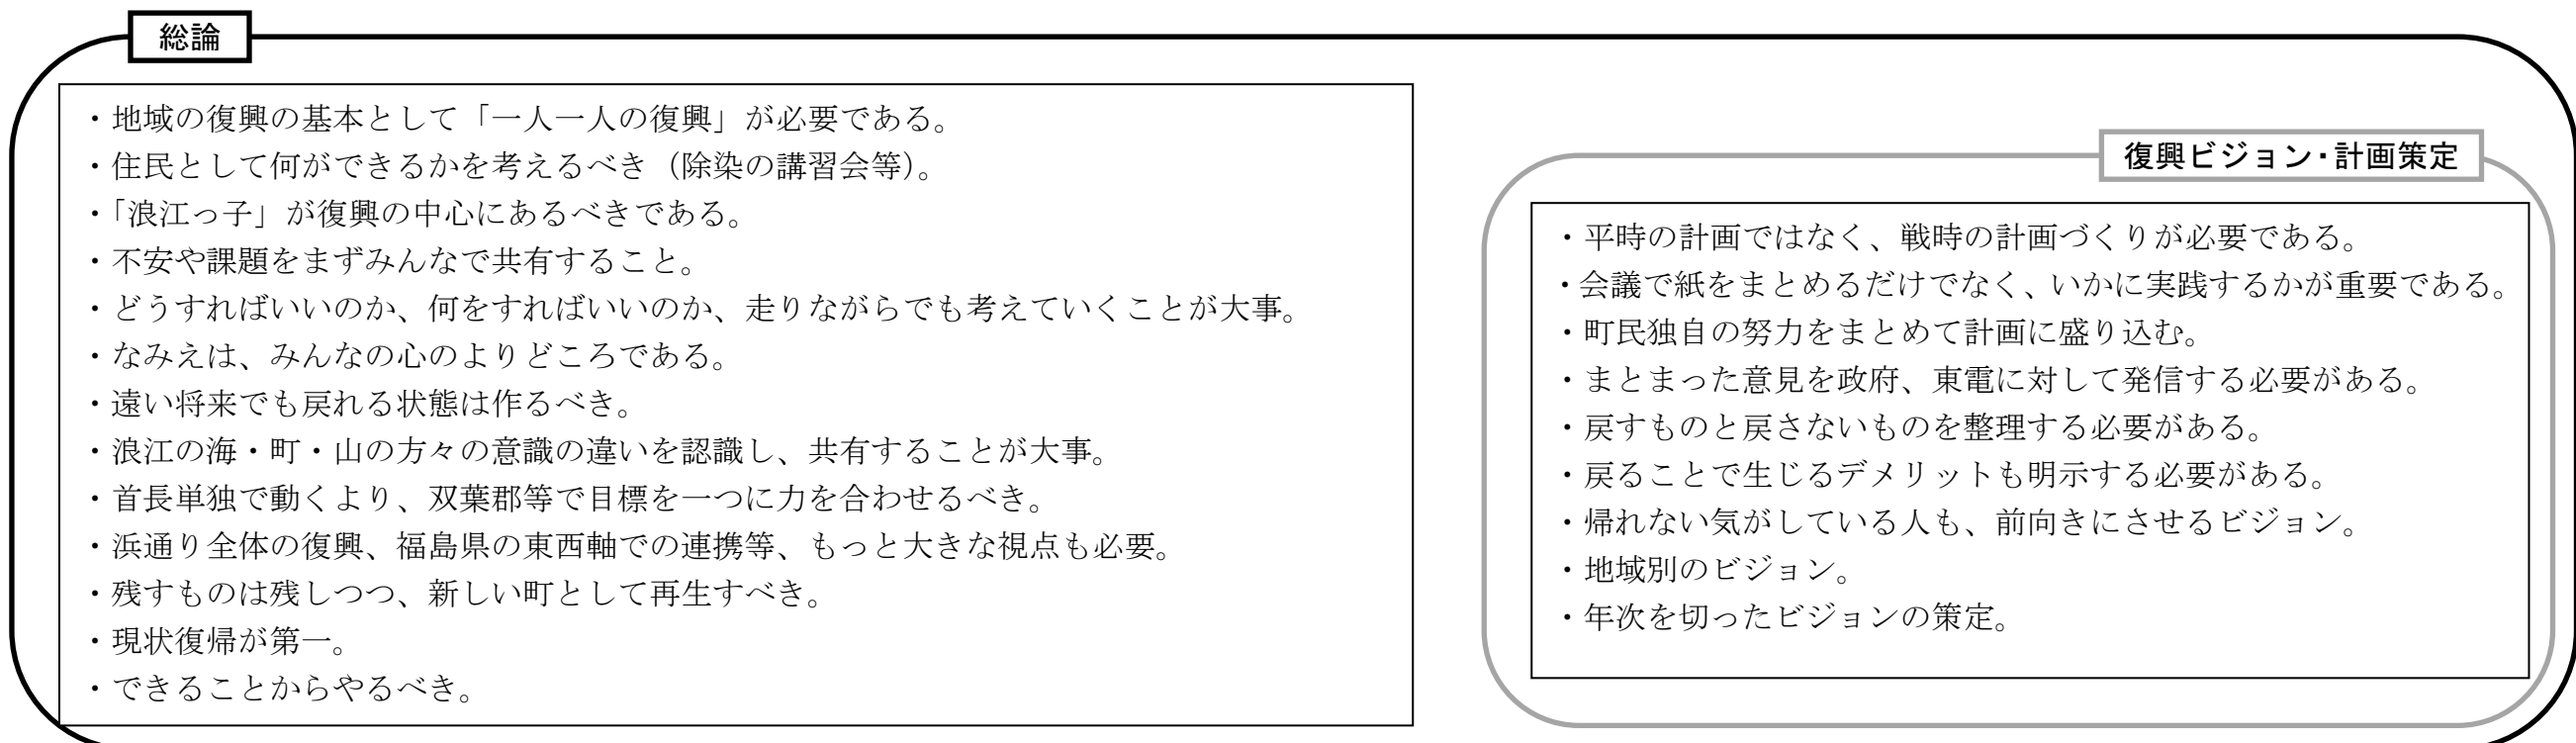 総論
・地域の復興の基本として「一人一人の復興」が必要である。
・住民として何ができるかを考えるべき（除染の講習会等）。
・「浪江っ子」が復興の中心にあるべきである。
・不安や課題をまずみんなで共有すること。
・どうすればいいのか、何をすればいいのか、走りながらでも考えていくことが大事。
・なみえは、みんなの心のよりどころである。
・遠い将来でも戻れる状態は作るべき。
・浪江の海・町・山の方々の意識の違いを認識し、共有することが大事。
・首長単独で動くより、双葉郡等で目標を一つに力を合わせるべき。
・浜通り全体の復興、福島県の東西軸での連携等、もっと大きな視点も必要。
・残すものは残しつつ、新しい町として再生すべき。
・現状復帰が第一。
・できることからやるべき。
復興ビジョン・計画策定
・平時の計画ではなく、戦時の計画づくりが必要である。
・会議で紙をまとめるだけでなく、いかに実践するかが重要である。
・町民独自の努力をまとめて計画に盛り込む。
・まとまった意見を政府、東電に対して発信する必要がある。
・戻すものと戻さないものを整理する必要がある。
・戻ることで生じるデメリットも明示する必要がある。
・帰れない気がしている人も、前向きにさせるビジョン。
・地域別のビジョン。
・年次を切ったビジョンの策定。